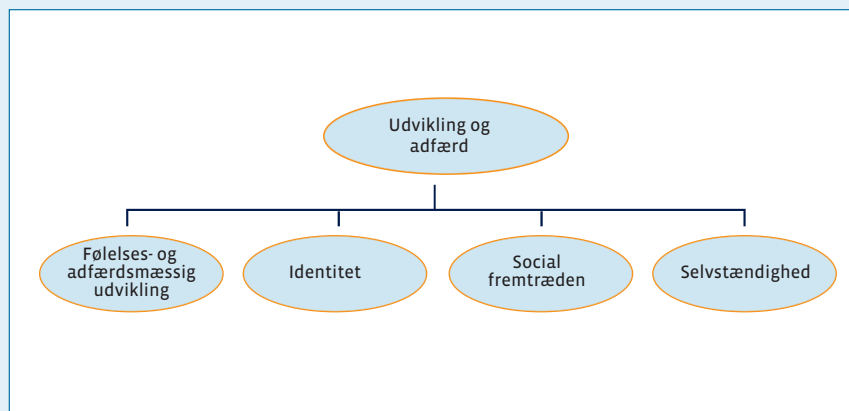 Udvikling og
adfærd
Følelses- og
adfærdsmæssig
udvikling
Identitet
Social
fremtræden
Selvstændighed